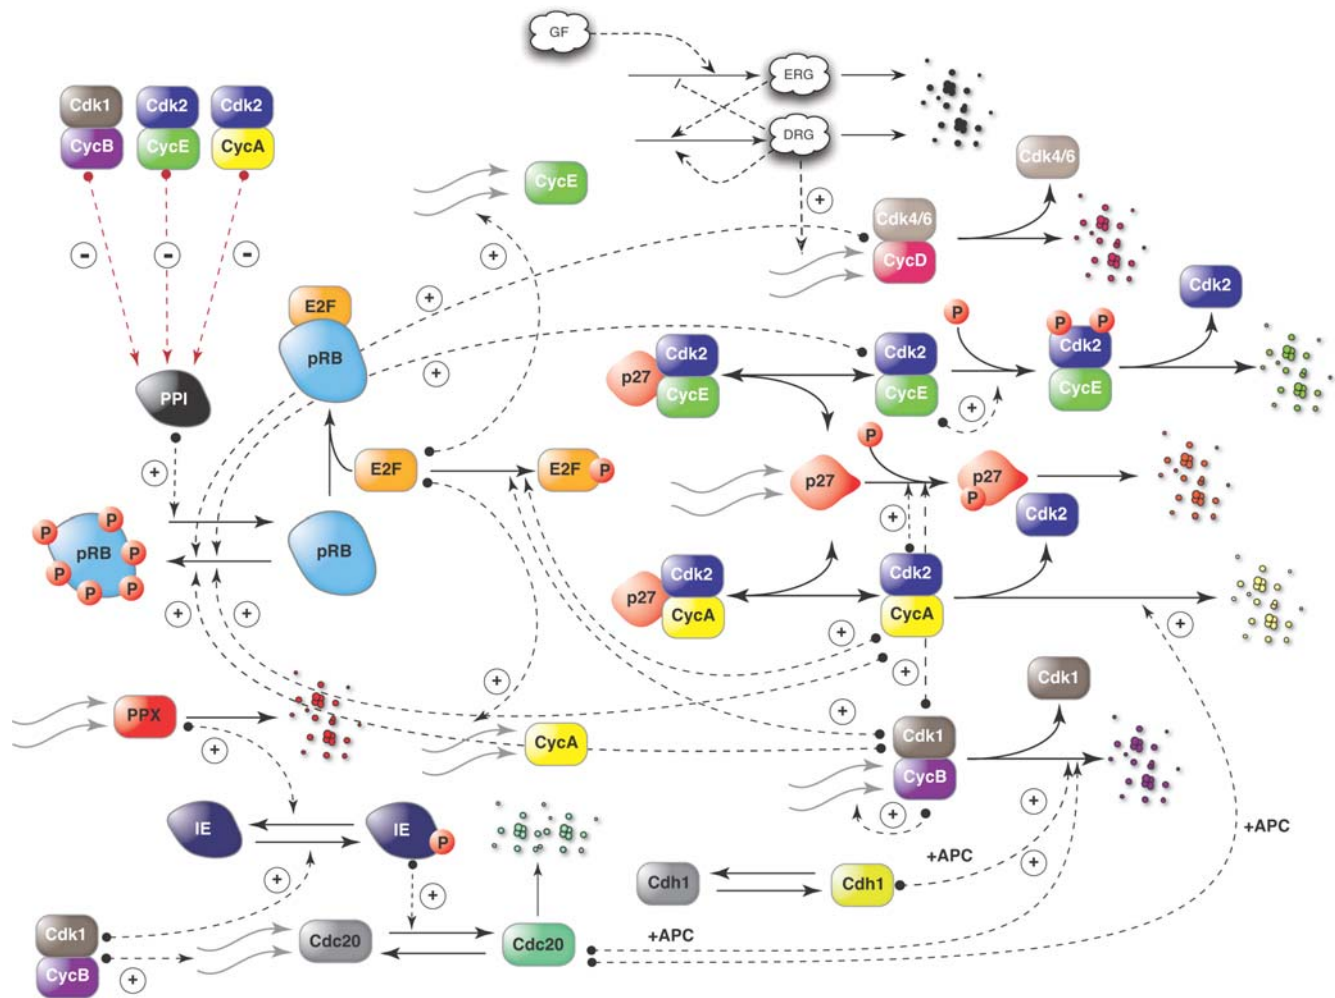 GF
ERG
DRG
Cdk1
CycB
Cdk2
CycE
Cdk2
CycA
-
-
-
PPI
+
CycE
+
+
Cdk4/6
CycD
Cdk4/6
E2F
pRB
+
+
p27
Cdk2
CycE
Cdk2
CycE
P
+
P
P
Cdk2
CycE
Cdk2
E2F
E2F
P
p27
P
p27
P
+
Cdk2
pRB
P
P
P
P
P
P
pRB
+
+
p27
Cdk2
CycA
Cdk2
CycA
+
+
+
PPX
+
+
CycA
+
Cdk1
CycB
+
Cdk1
+
+
+APC
+APC
IE
IE
P
+
+
Cdh1
Cdh1
Cdk1
CycB
+
Cdc20
Cdc20
+APC